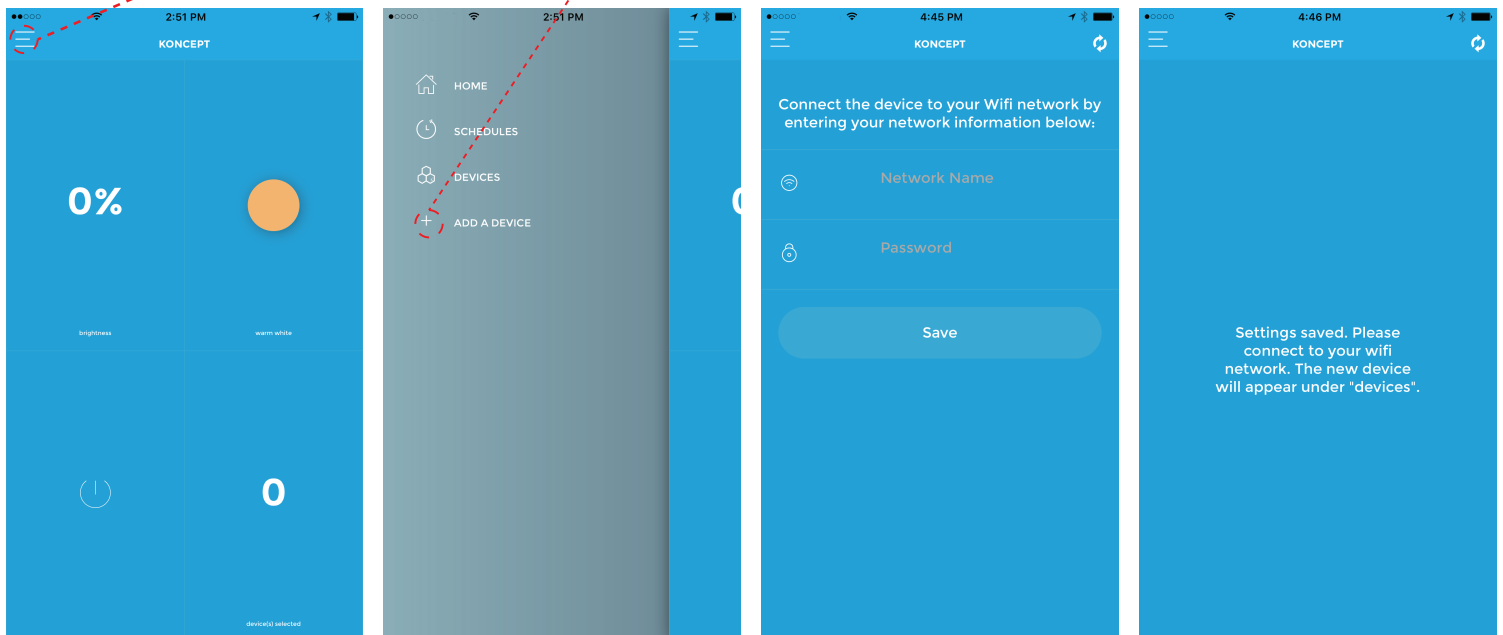 2:51 PM
KONCEPT
0%
brightness
warm white
0
device(s) selected
2:51 PM
HOME
SCHEDULES
DEVICES
ADD A DEVICE
4:45 PM
KONCEPT
Connect the device to your Wifi network by
entering your network information below:
Network Name
Password
Save
4:46 PM
KONCEPT
Settings saved. Please
connect to your wifi
network. The new device
will appear under "devices".